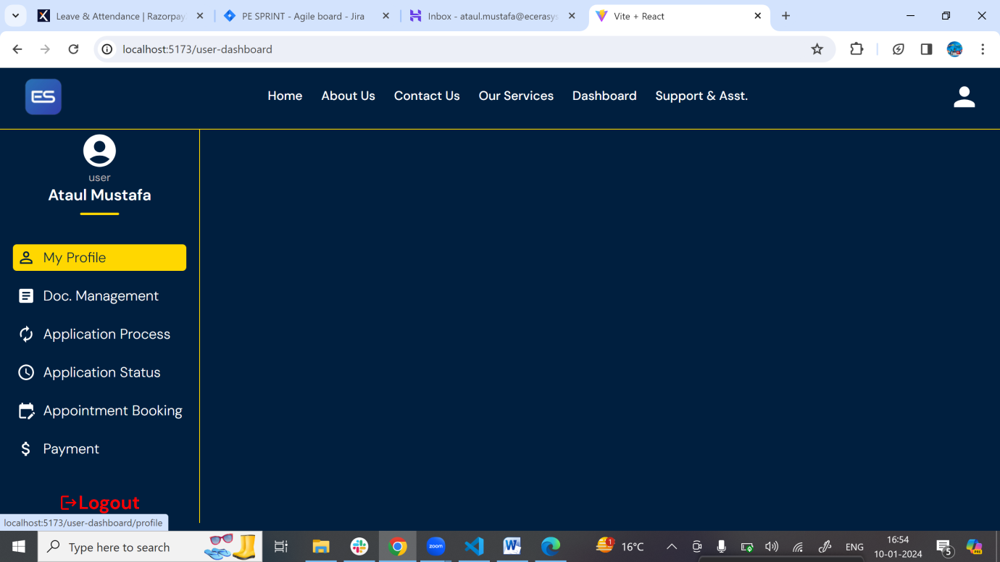 Leave & Attendance | Razorpay
PE SPRINT - Agile board - Jira
Inbox - ataul.mustafa@ecerasys
Vite + React
localhost:5173/user-dashboard
ES
Home About Us Contact Us Our Services Dashboard Support & Asst.
user
Ataul Mustafa
My Profile
Doc. Management
Application Process
Application Status
Appointment Booking
$ Payment
Logout
localhost:5173/user-dashboard/profile
Type here to search
zoom
W
1
16°C
ENG
16:54
10-01-2024
5
PRE